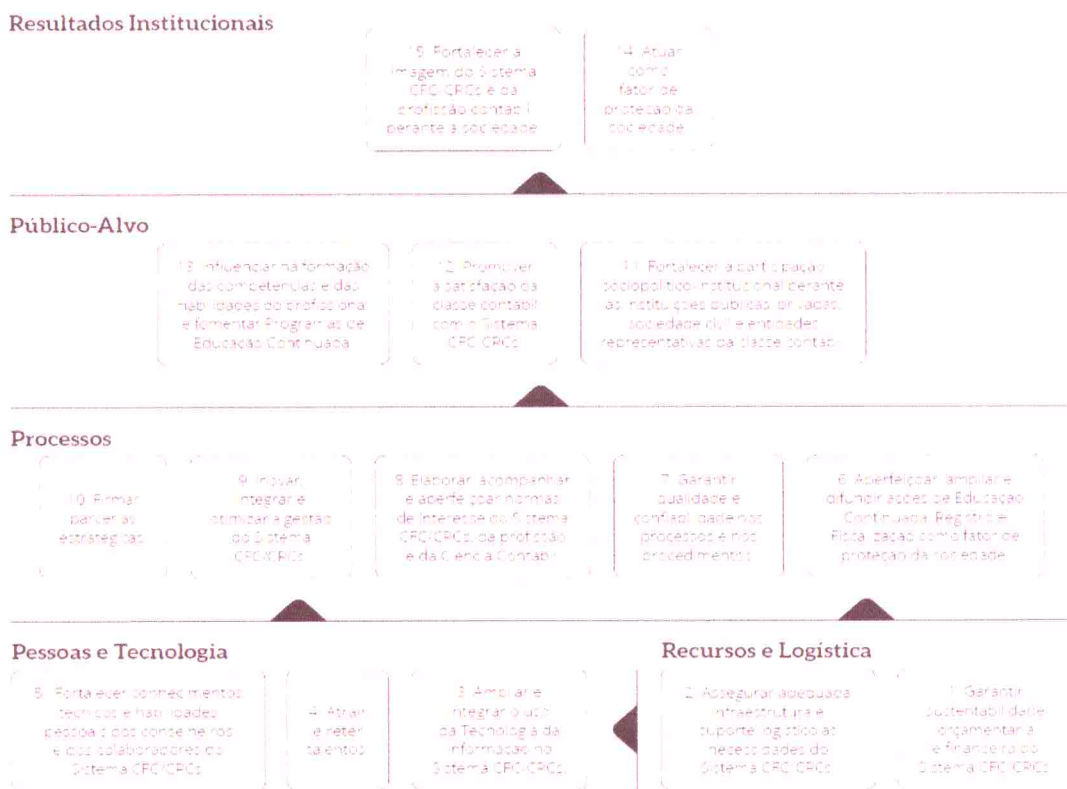 Resultados Institucionais
15. Fortalecer a
imagem do Sistema
CFC/CRCs e da
profissão contábil
perante a sociedade
14. Atuar
como
fator de
proteção da
sociedade
Público-Alvo
13. Influenciar na formação
das competências e das
habilidades do profissional
e fomentar Programas de
Educação Continuada
12. Promover
a satisfação da
classe contábil
com o Sistema
CFC/CRCs
11. Fortalecer a participação
sociopolítico-institucional perante
as instituições públicas, privadas,
sociedade civil e entidades
representativas da classe contábil
Processos
10. Firmar
parcerias
estratégicas
9. Inovar,
integrar e
otimizar a gestão
do Sistema
CFC/CRCs
8. Elaborar, acompanhar
e aperfeiçoar normas
de Interesse do Sistema
CFC/CRCs, da profissão
e da Ciência Contábil
7. Garantir
qualidade e
confiabilidade nos
processos e nos
procedimentos
6. Aperfeiçoar, ampliar e
difundir ações de Educação
Continuada, Registro e
Fiscalização como fator de
proteção da sociedade
Pessoas e Tecnologia
5. Fortalecer conhecimentos
técnicos e habilidades
pessoais dos conselheiros
e dos colaboradores do
Sistema CFC/CRCs
4. Atrair
e reter
talentos
3. Ampliar e
integrar o uso
da Tecnologia da
Informação no
Sistema CFC/CRCs
Recursos e Logística
2. Assegurar adequada
infraestrutura e
suporte logístico às
necessidades do
Sistema CFC/CRCs
1. Garantir
sustentabilidade
orçamentária
e financeira do
Sistema CFC/CRCs